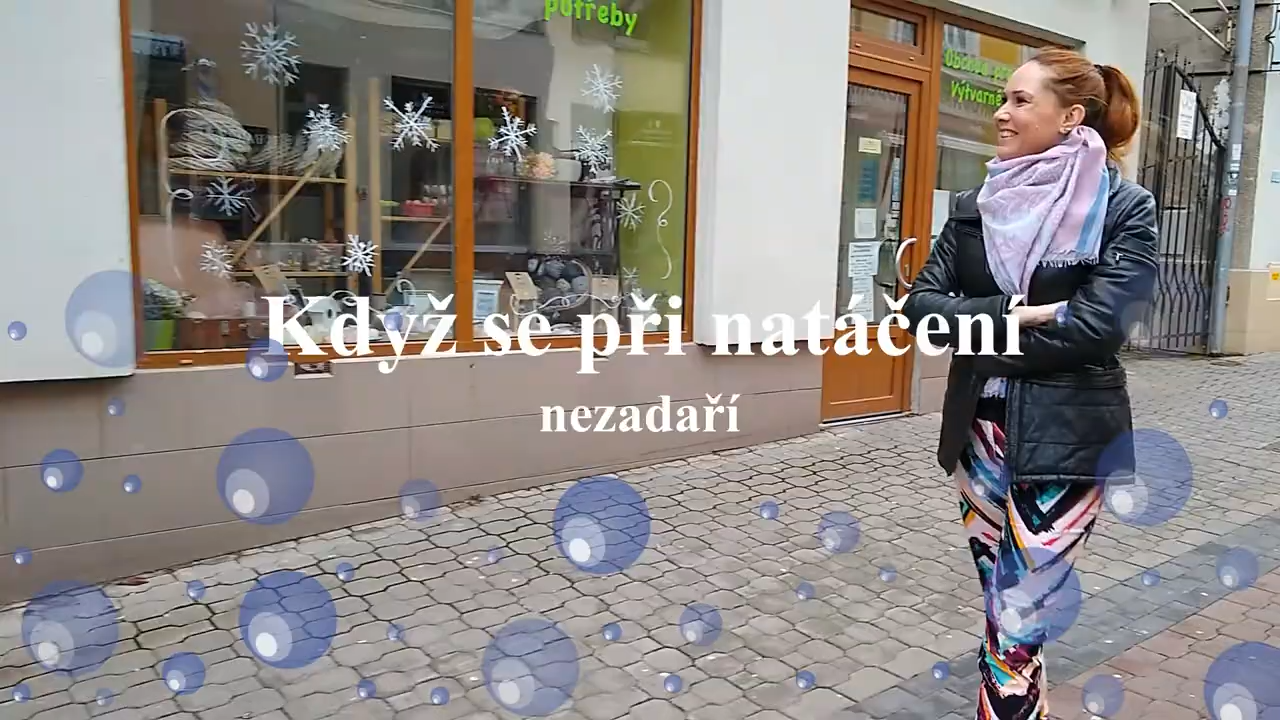 potřeby
Obchod pro
Výtvarné
Když se při natáčení
nezadaří